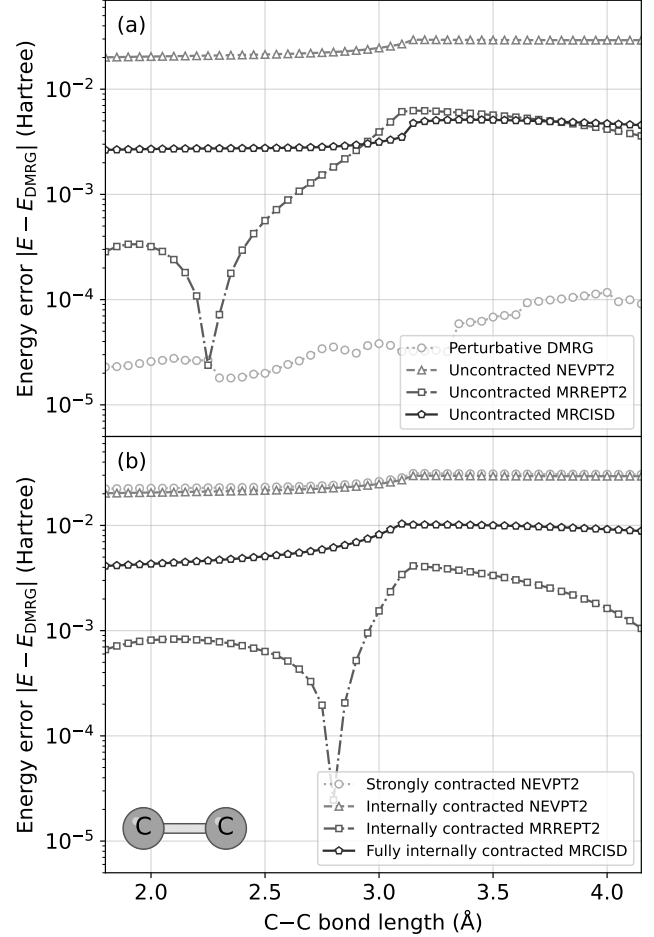 (a)
Energy error |E − E_DMRG| (Hartree)
10⁻²
10⁻³
10⁻⁴
10⁻⁵
Perturbative DMRG
Uncontracted NEVPT2
Uncontracted MRREPT2
Uncontracted MRCISD
(b)
Energy error |E − E_DMRG| (Hartree)
10⁻²
10⁻³
10⁻⁴
10⁻⁵
C C
Strongly contracted NEVPT2
Internally contracted NEVPT2
Internally contracted MRREPT2
Fully internally contracted MRCISD
2.0 2.5 3.0 3.5 4.0
C−C bond length (Å)